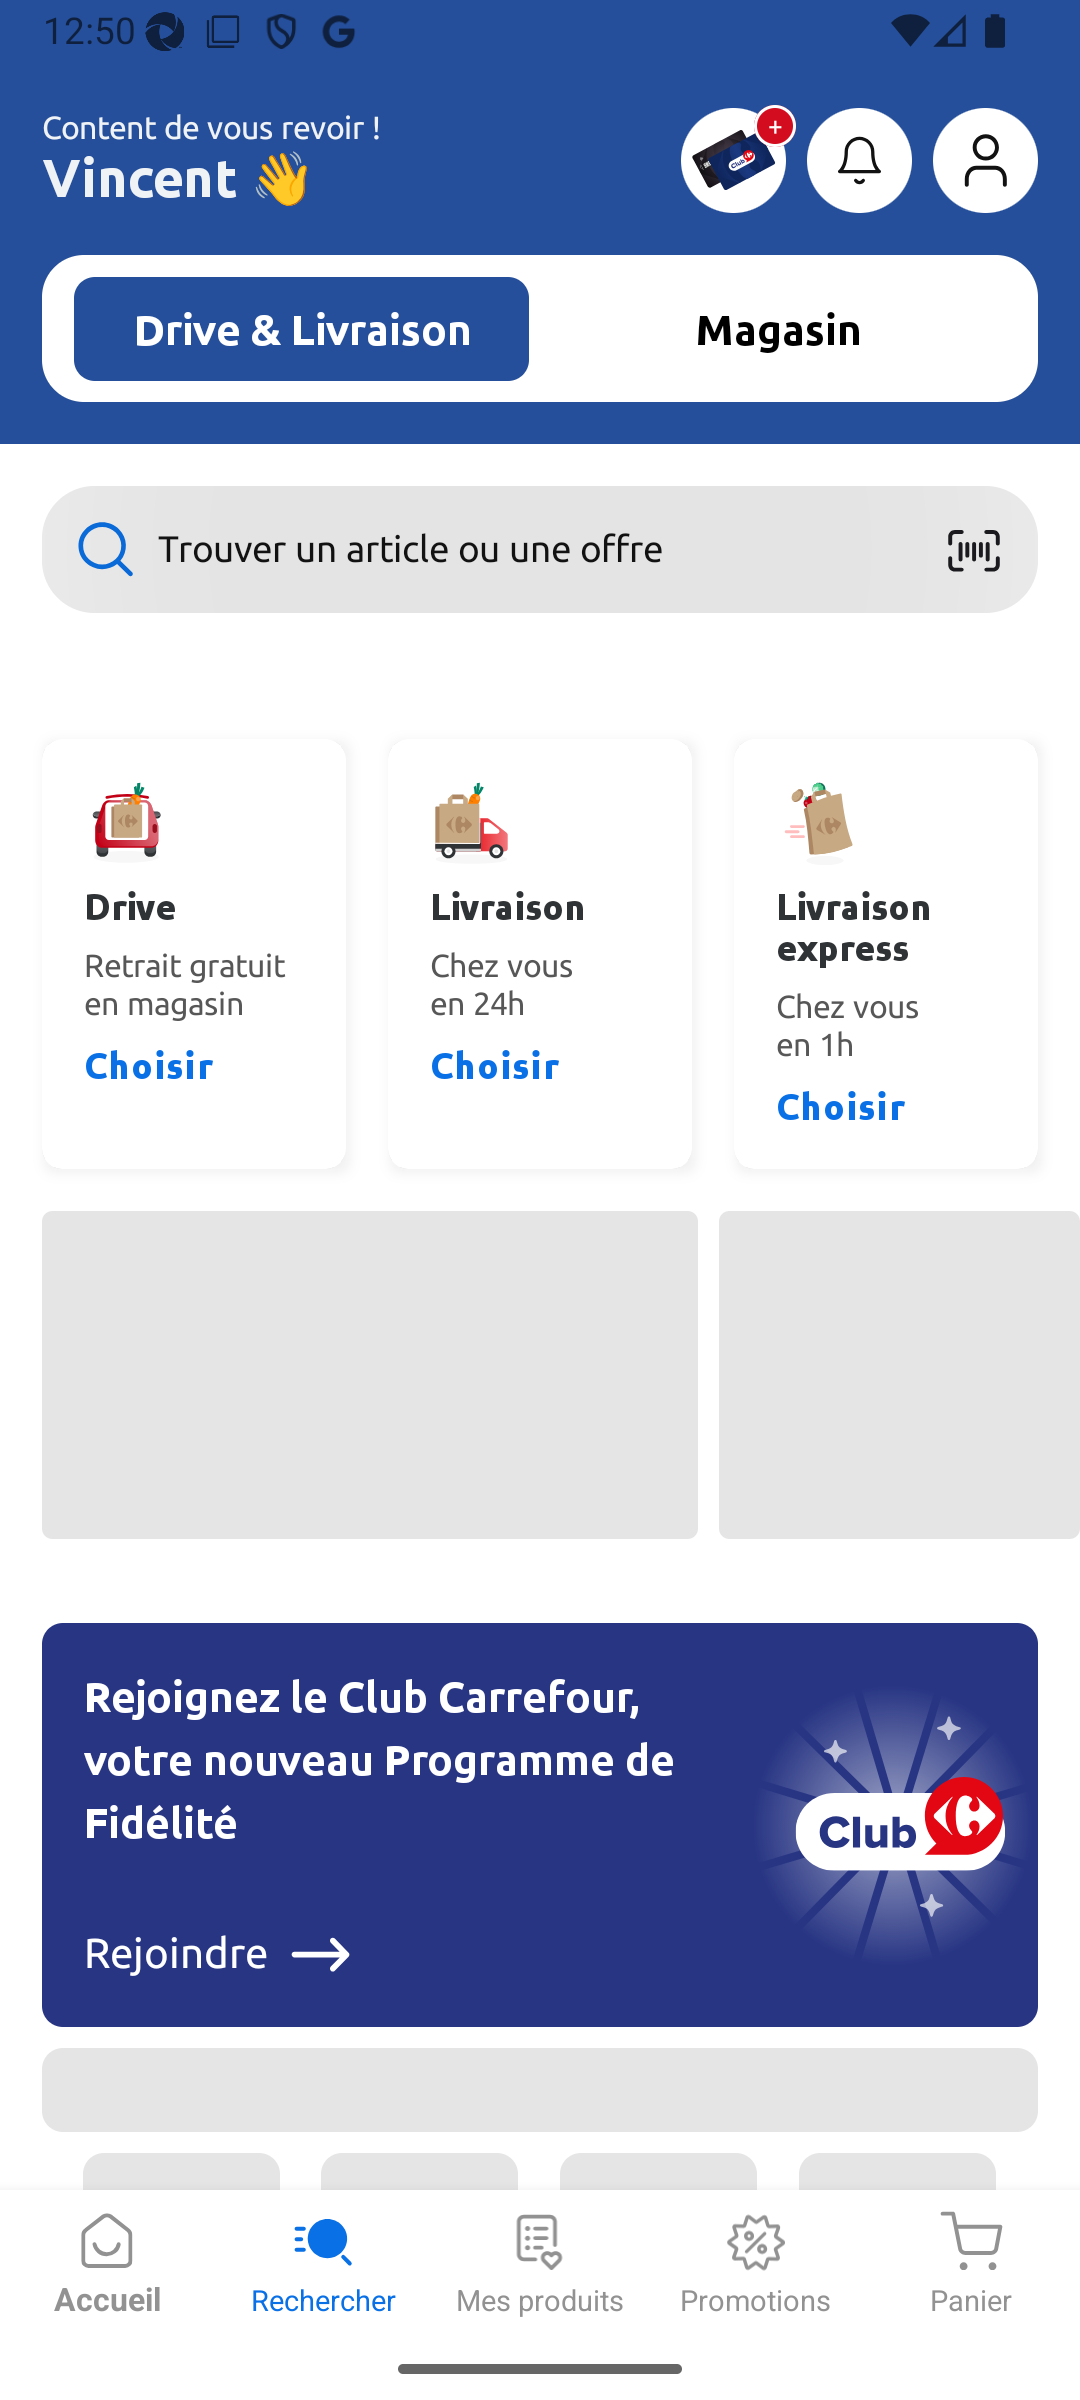 12:50
Content de vous revoir !
Vincent 👋
Club
+
Drive & Livraison
Magasin
Trouver un article ou une offre
Drive
Retrait gratuit
en magasin
Choisir
Livraison
Chez vous
en 24h
Choisir
Livraison
express
Chez vous
en 1h
Choisir
Rejoignez le Club Carrefour,
votre nouveau Programme de
Fidélité
Club
Rejoindre
Accueil
Rechercher
Mes produits
Promotions
Panier